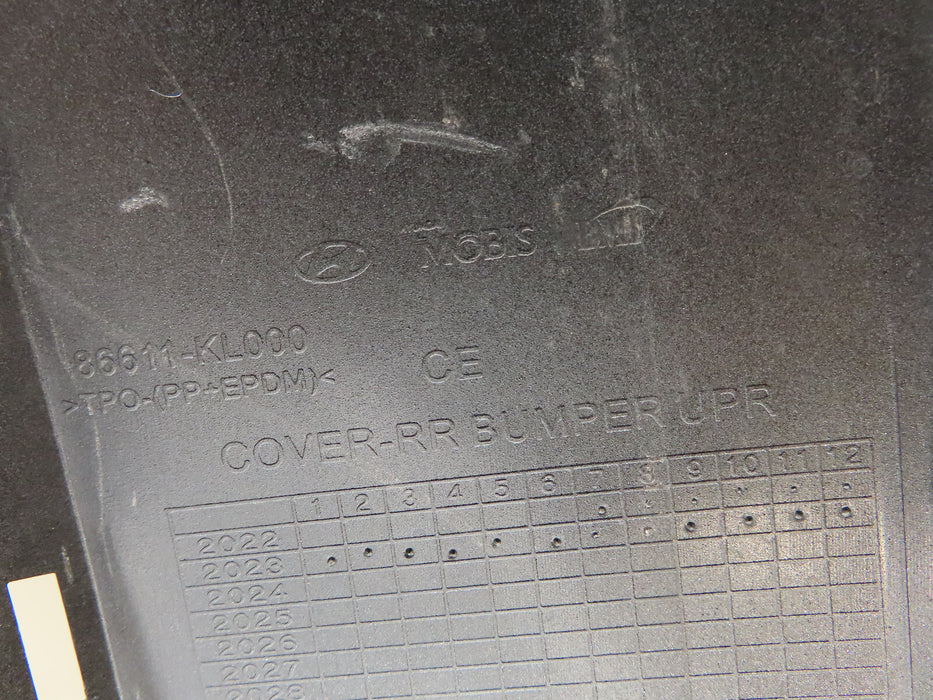 MOBIS
86611-KL000
>TPO-(PP+EPDM)<
CE
COVER-RR BUMPER UPR
1 2 3 4 5 6 7 8 9 10 11 12
2022
2023
2024
2025
2026
2027
2028